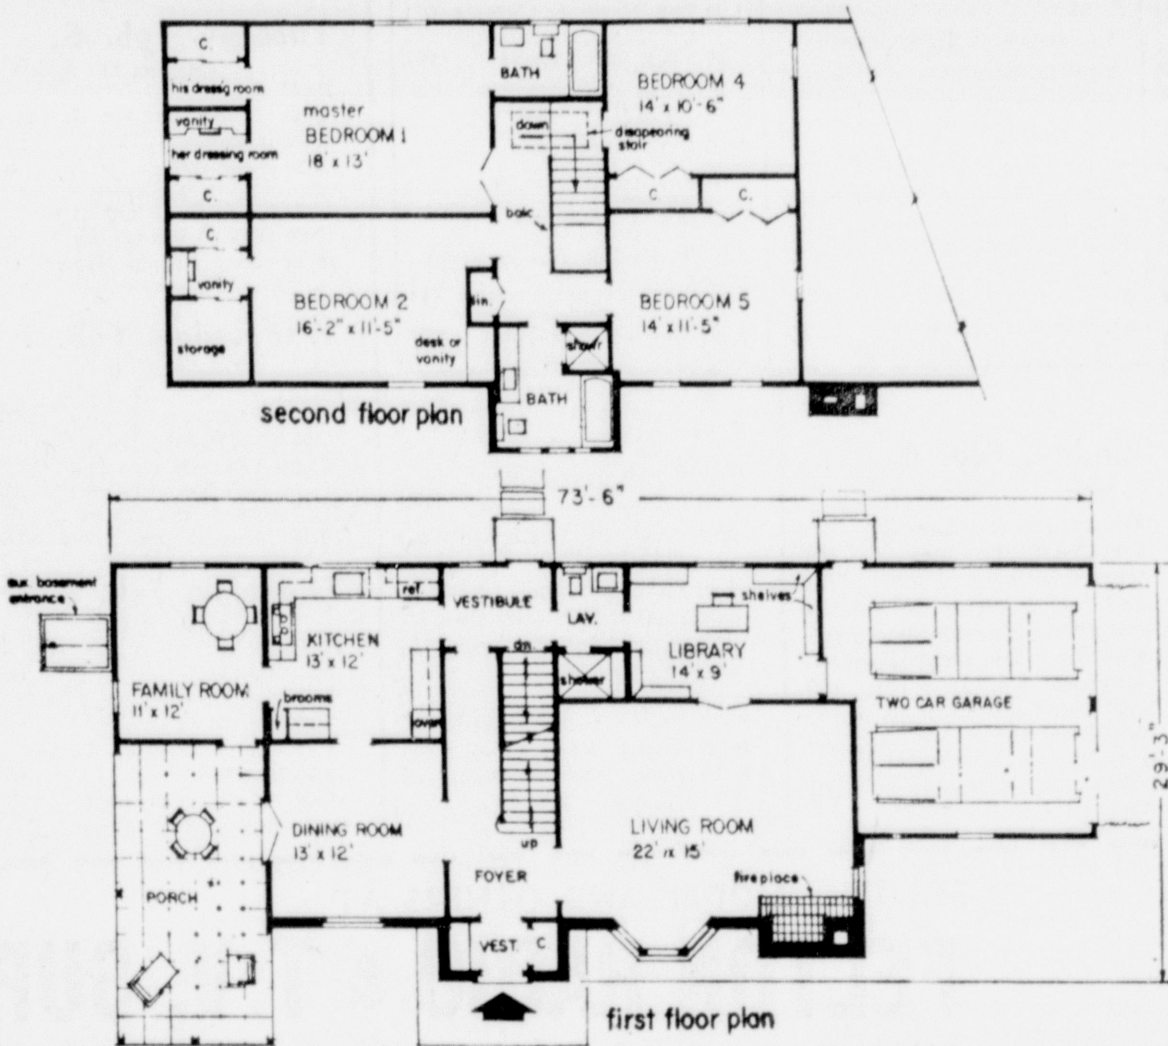 C.
his dressg room
vanity
her dressing room
C.
master
BEDROOM 1
18' x 13'
BATH
down
disapearing
stair
BEDROOM 4
14' x 10'-6"
C.
C.
balc
C.
vanity
storage
BEDROOM 2
16'-2" x 11'-5"
lin.
desk or
vanity
BEDROOM 5
14' x 11'-5"
showr
BATH
second floor plan
73'-6"
aux. basement
entrance
FAMILY ROOM
11' x 12'
KITCHEN
13' x 12'
ref.
brooms
oven
VESTIBULE
dn
LAV.
shower
shelves
LIBRARY
14' x 9'
TWO CAR GARAGE
29'-3"
PORCH
DINING ROOM
13' x 12'
up
FOYER
LIVING ROOM
22' x 15'
fireplace
VEST.
C
first floor plan